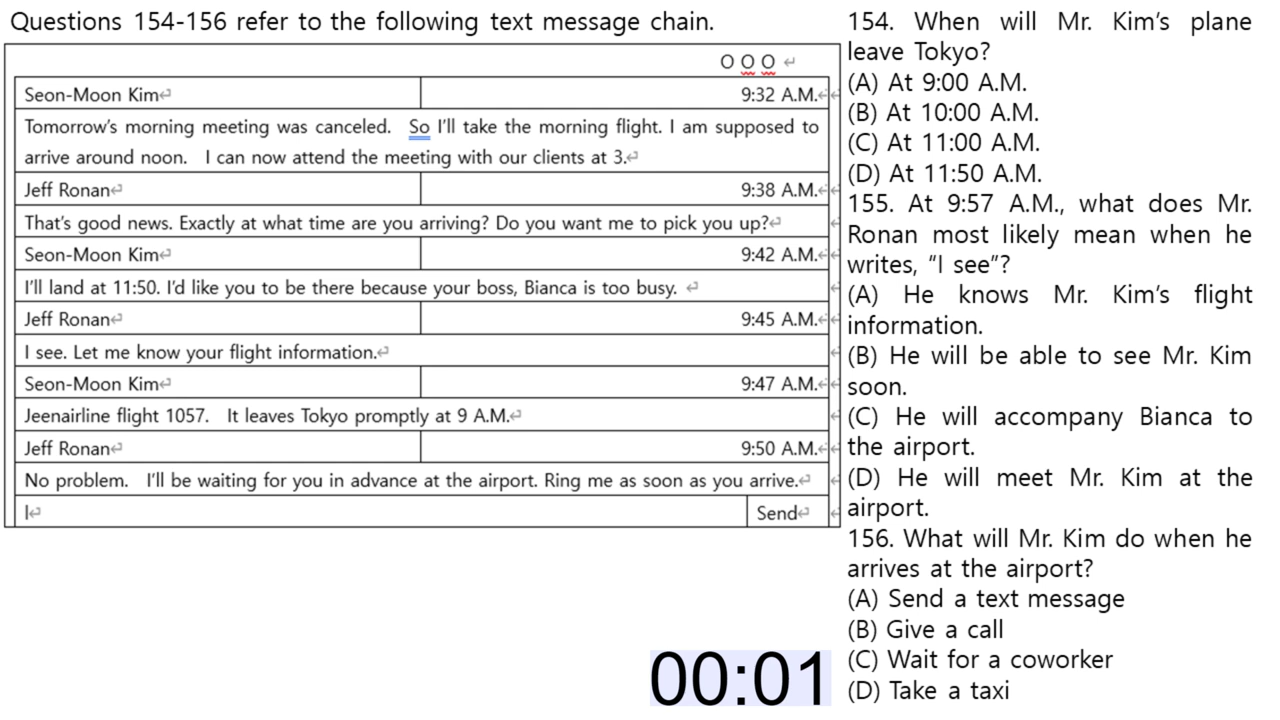 Questions 154-156 refer to the following text message chain.
O O O
Seon-Moon Kim 9:32 A.M.
Tomorrow's morning meeting was canceled. So I'll take the morning flight. I am supposed to
arrive around noon. I can now attend the meeting with our clients at 3.
Jeff Ronan 9:38 A.M.
That's good news. Exactly at what time are you arriving? Do you want me to pick you up?
Seon-Moon Kim 9:42 A.M.
I'll land at 11:50. I'd like you to be there because your boss, Bianca is too busy.
Jeff Ronan 9:45 A.M.
I see. Let me know your flight information.
Seon-Moon Kim 9:47 A.M.
Jeenairline flight 1057. It leaves Tokyo promptly at 9 A.M.
Jeff Ronan 9:50 A.M.
No problem. I'll be waiting for you in advance at the airport. Ring me as soon as you arrive.
I Send
154. When will Mr. Kim's plane
leave Tokyo?
(A) At 9:00 A.M.
(B) At 10:00 A.M.
(C) At 11:00 A.M.
(D) At 11:50 A.M.
155. At 9:57 A.M., what does Mr.
Ronan most likely mean when he
writes, "I see"?
(A) He knows Mr. Kim's flight
information.
(B) He will be able to see Mr. Kim
soon.
(C) He will accompany Bianca to
the airport.
(D) He will meet Mr. Kim at the
airport.
156. What will Mr. Kim do when he
arrives at the airport?
(A) Send a text message
(B) Give a call
(C) Wait for a coworker
(D) Take a taxi
00:01